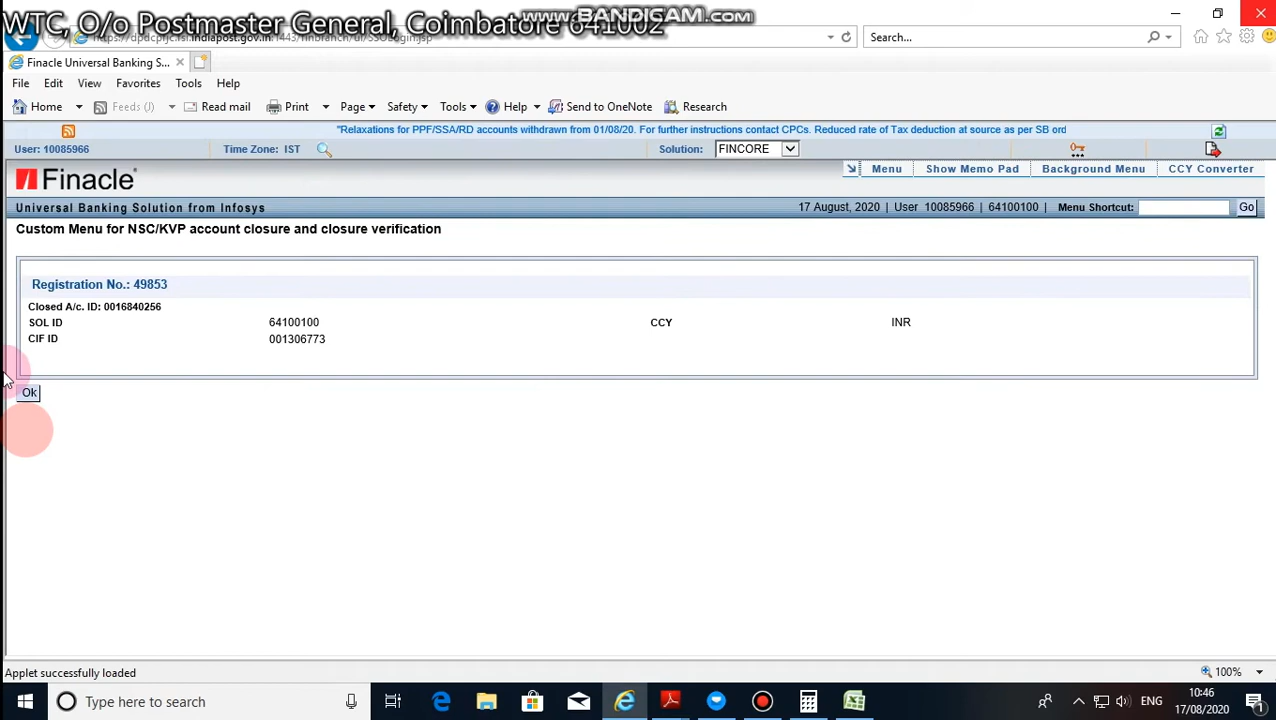 WTC, O/o Postmaster General, Coimbatore 641002
www.BANDICAM.com
Search...
Finacle Universal Banking S...
File Edit View Favorites Tools Help
Home Feeds (J) Read mail Print Page Safety Tools Help Send to OneNote Research
"Relaxations for PPF/SSA/RD accounts withdrawn from 01/08/20. For further instructions contact CPCs. Reduced rate of Tax deduction at source as per SB ord
User: 10085966 Time Zone: IST Solution: FINCORE
Finacle Menu Show Memo Pad Background Menu CCY Converter
Universal Banking Solution from Infosys 17 August, 2020 | User 10085966 | 64100100 | Menu Shortcut: Go
Custom Menu for NSC/KVP account closure and closure verification
Registration No.: 49853
Closed A/c. ID: 0016840256
SOL ID 64100100 CCY INR
CIF ID 001306773
Ok
Applet successfully loaded 100%
Type here to search ENG 10:46
17/08/2020
1